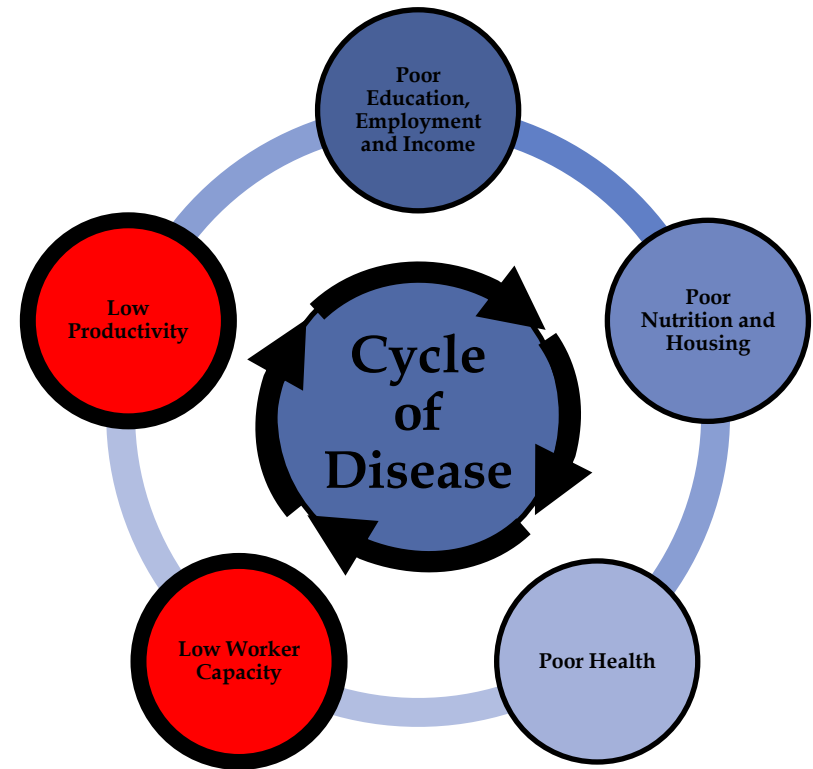 Poor
Education,
Employment
and Income
Poor
Nutrition and
Housing
Poor Health
Low Worker
Capacity
Low
Productivity
Cycle
of
Disease